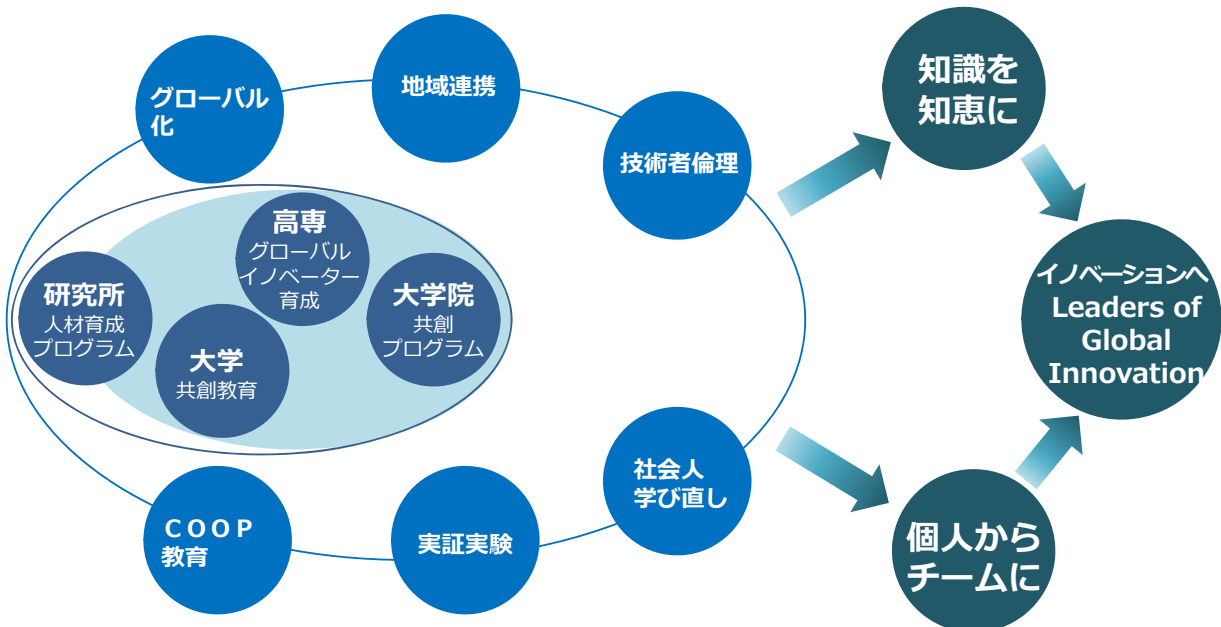 グローバル
化
地域連携
技術者倫理
高専
グローバル
イノベーター
育成
研究所
人材育成
プログラム
大学
共創教育
大学院
共創
プログラム
ＣＯＯＰ
教育
実証実験
社会人
学び直し
知識を
知恵に
個人から
チームに
イノベーションへ
Leaders of
Global
Innovation